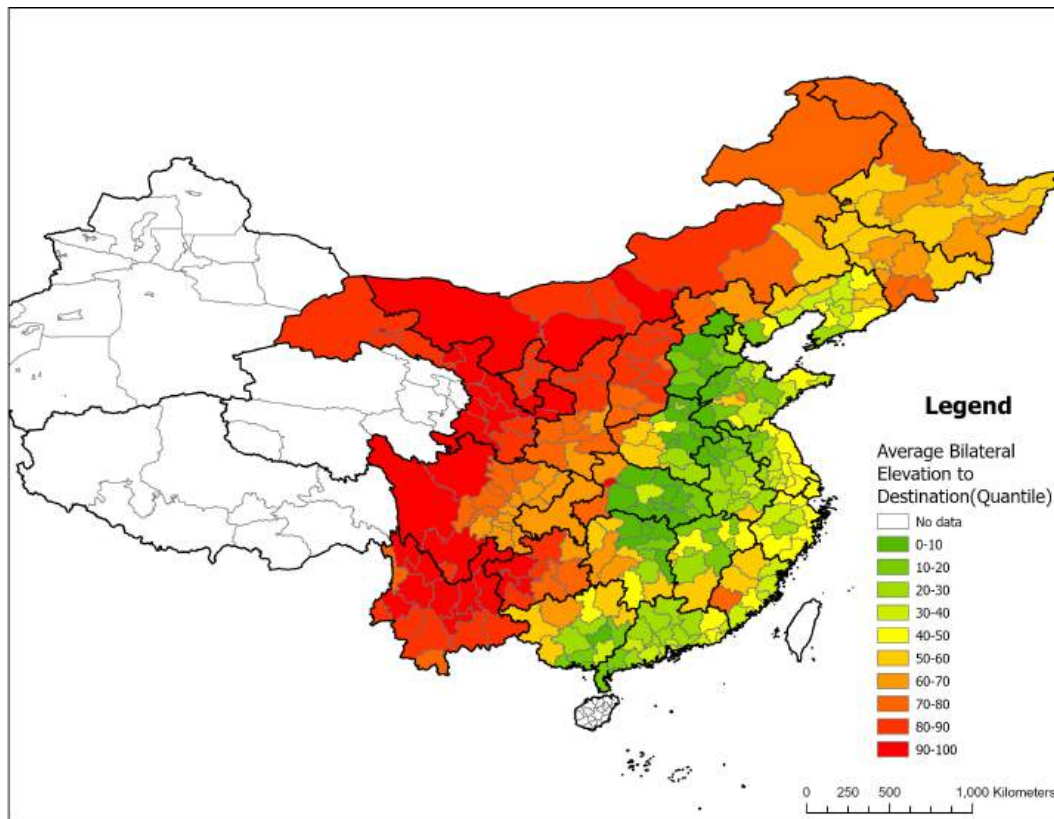 Legend
Average Bilateral
Elevation to
Destination(Quantile)
No data
0-10
10-20
20-30
30-40
40-50
50-60
60-70
70-80
80-90
90-100
0 250 500 1,000 Kilometers